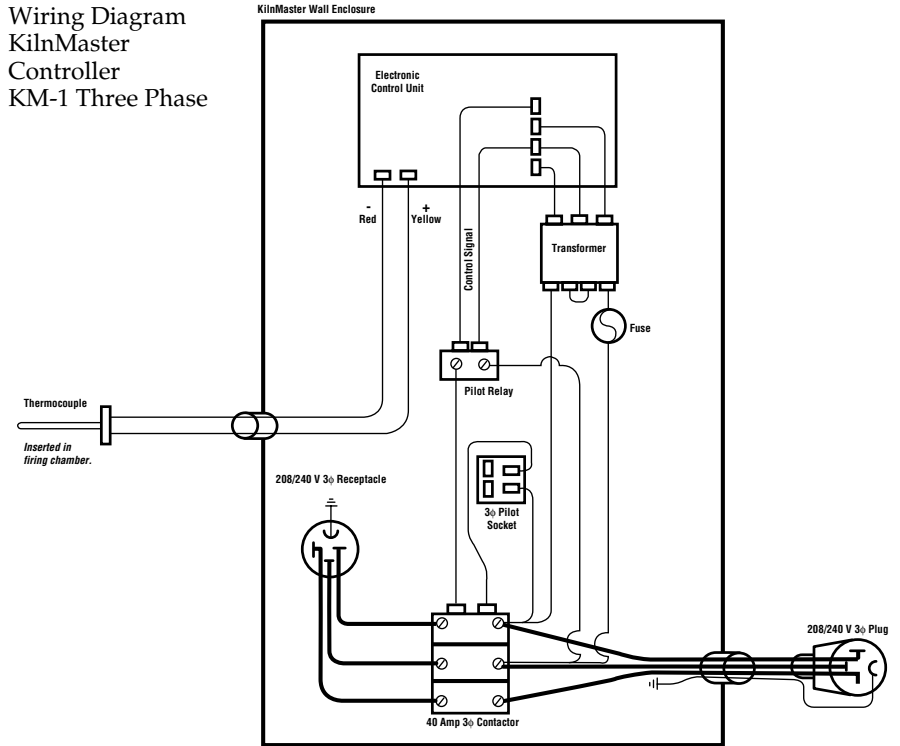 Wiring Diagram
KilnMaster
Controller
KM-1 Three Phase
KilnMaster Wall Enclosure
Electronic
Control Unit
-
Red
+
Yellow
Control Signal
Transformer
Fuse
Pilot Relay
Thermocouple
Inserted in
firing chamber.
208/240 V 3ϕ Receptacle
3ϕ Pilot
Socket
208/240 V 3ϕ Plug
40 Amp 3ϕ Contactor